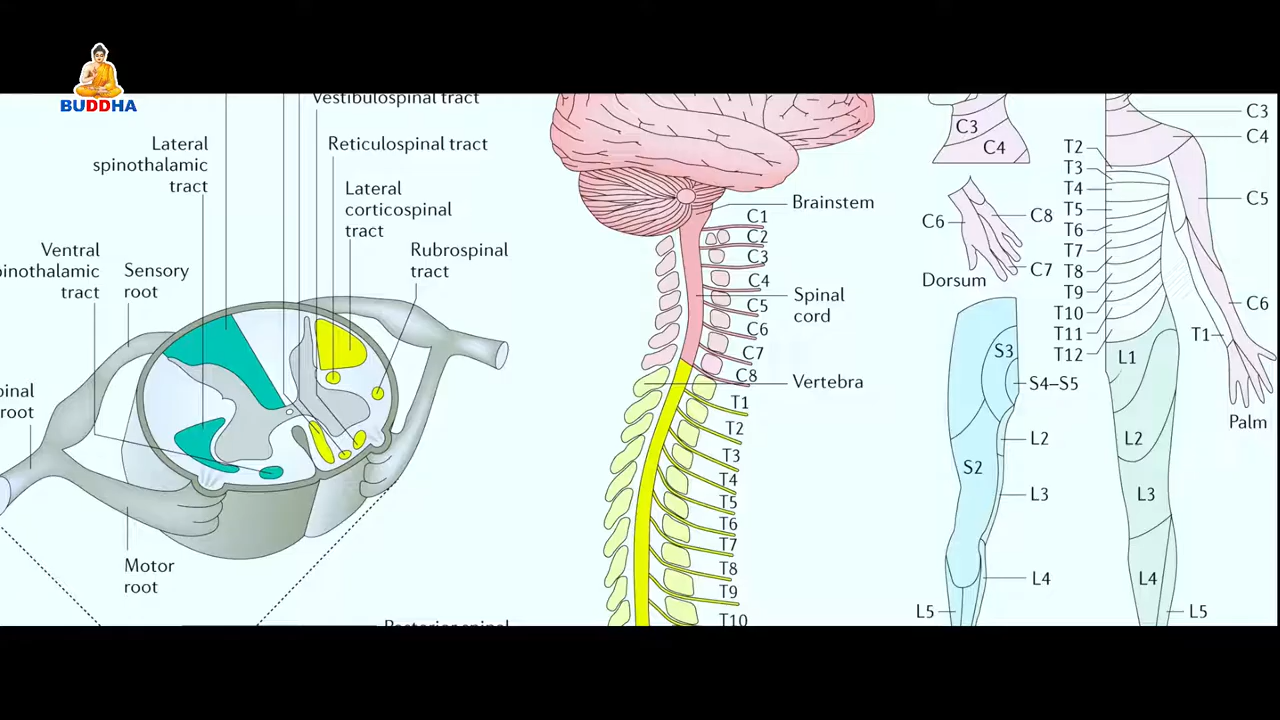 BUDDHA
Vestibulospinal tract
Lateral
spinothalamic
tract
Reticulospinal tract
Lateral
corticospinal
tract
Ventral
pinothalamic
tract
Sensory
root
Rubrospinal
tract
inal
root
Motor
root
Brainstem
C1
C2
C3
C4
C5
C6
C7
C8
T1
T2
T3
T4
T5
T6
T7
T8
T9
T10
Spinal
cord
Vertebra
C3
C4
C6
C8
C7
Dorsum
S3
S4–S5
L2
S2
L3
L4
L5
T2
T3
T4
T5
T6
T7
T8
T9
T10
T11
T12
C3
C4
C5
C6
T1
Palm
L1
L2
L3
L4
L5